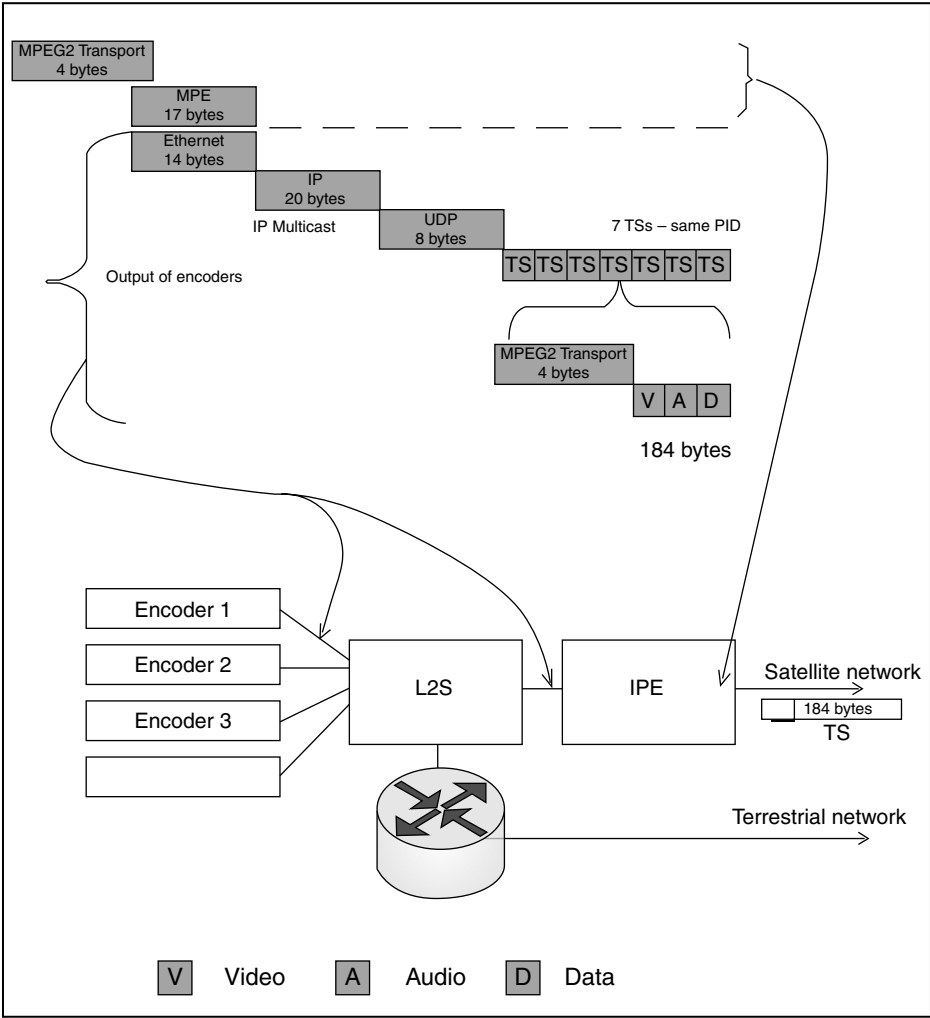 MPEG2 Transport
4 bytes
MPE
17 bytes
Ethernet
14 bytes
IP
20 bytes
IP Multicast
UDP
8 bytes
7 TSs – same PID
TS TS TS TS TS TS TS
Output of encoders
MPEG2 Transport
4 bytes
V A D
184 bytes
Encoder 1
Encoder 2
Encoder 3
L2S
IPE
Satellite network
184 bytes
TS
Terrestrial network
V Video A Audio D Data